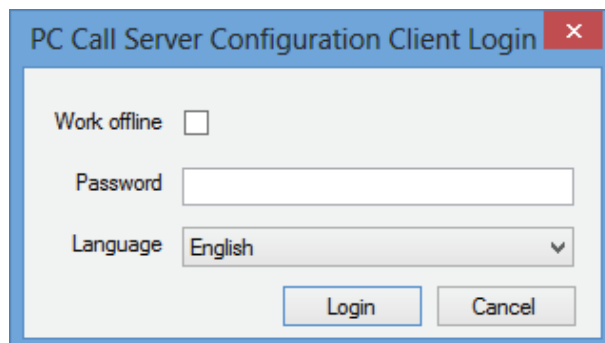 PC Call Server Configuration Client Login
Work offline
Password
Language English
Login Cancel